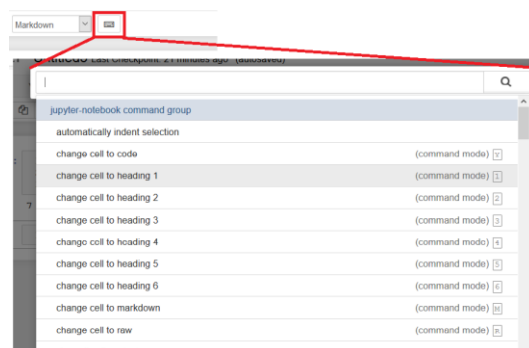 Markdown
Last Checkpoint: 21 minutes ago (autosaved)
jupyter-notebook command group
automatically indent selection
change cell to code (command mode) Y
change cell to heading 1 (command mode) 1
change cell to heading 2 (command mode) 2
change cell to heading 3 (command mode) 3
change cell to heading 4 (command mode) 4
change cell to heading 5 (command mode) 5
change cell to heading 6 (command mode) 6
change cell to markdown (command mode) M
change cell to raw (command mode) R